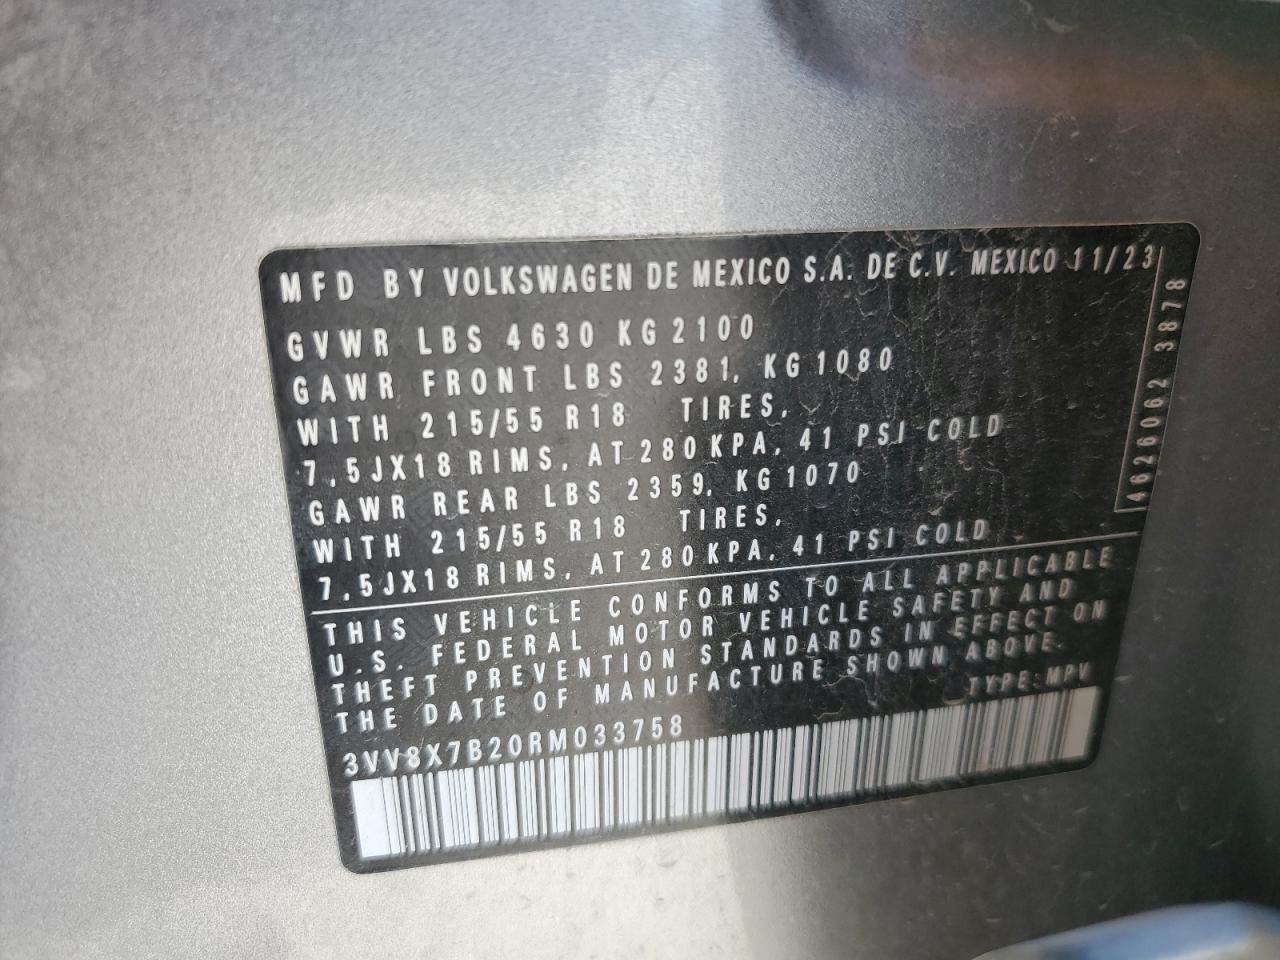 MFD BY VOLKSWAGEN DE MEXICO S.A. DE C.V. MEXICO 11/23
GVWR LBS 4630 KG 2100
GAWR FRONT LBS 2381, KG 1080
WITH 215/55 R18 TIRES,
7,5JX18 RIMS, AT 280 KPA, 41 PSI COLD
GAWR REAR LBS 2359, KG 1070
WITH 215/55 R18 TIRES,
7,5JX18 RIMS, AT 280 KPA, 41 PSI COLD
4626062 3878
THIS VEHICLE CONFORMS TO ALL APPLICABLE
U.S. FEDERAL MOTOR VEHICLE SAFETY AND
THEFT PREVENTION STANDARDS IN EFFECT ON
THE DATE OF MANUFACTURE SHOWN ABOVE.
3VV8X7B20RM033758 TYPE: MPV